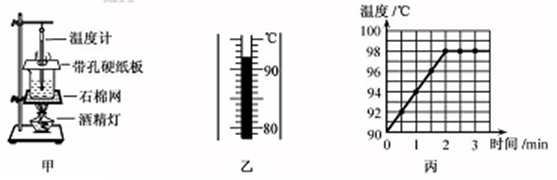 温度计
带孔硬纸板
石棉网
酒精灯
甲
℃
90
80
乙
温度/℃
100
98
96
94
92
90
0 1 2 3 时间/min
丙